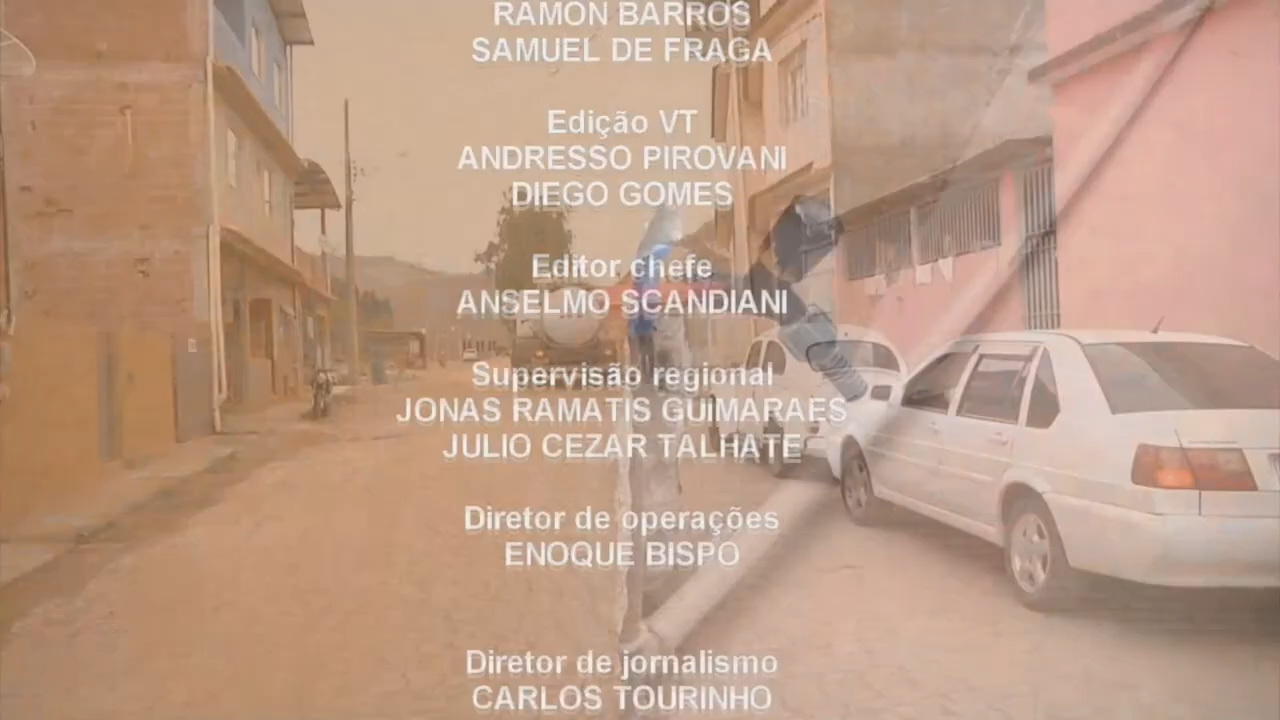 RAMON BARROS
SAMUEL DE FRAGA
Edição VT
ANDRESSO PIROVANI
DIEGO GOMES
Editor chefe
ANSELMO SCANDIANI
Supervisão regional
JONAS RAMATIS GUIMARAES
JULIO CEZAR TALHATE
Diretor de operações
ENOQUE BISPO
Diretor de jornalismo
CARLOS TOURINHO